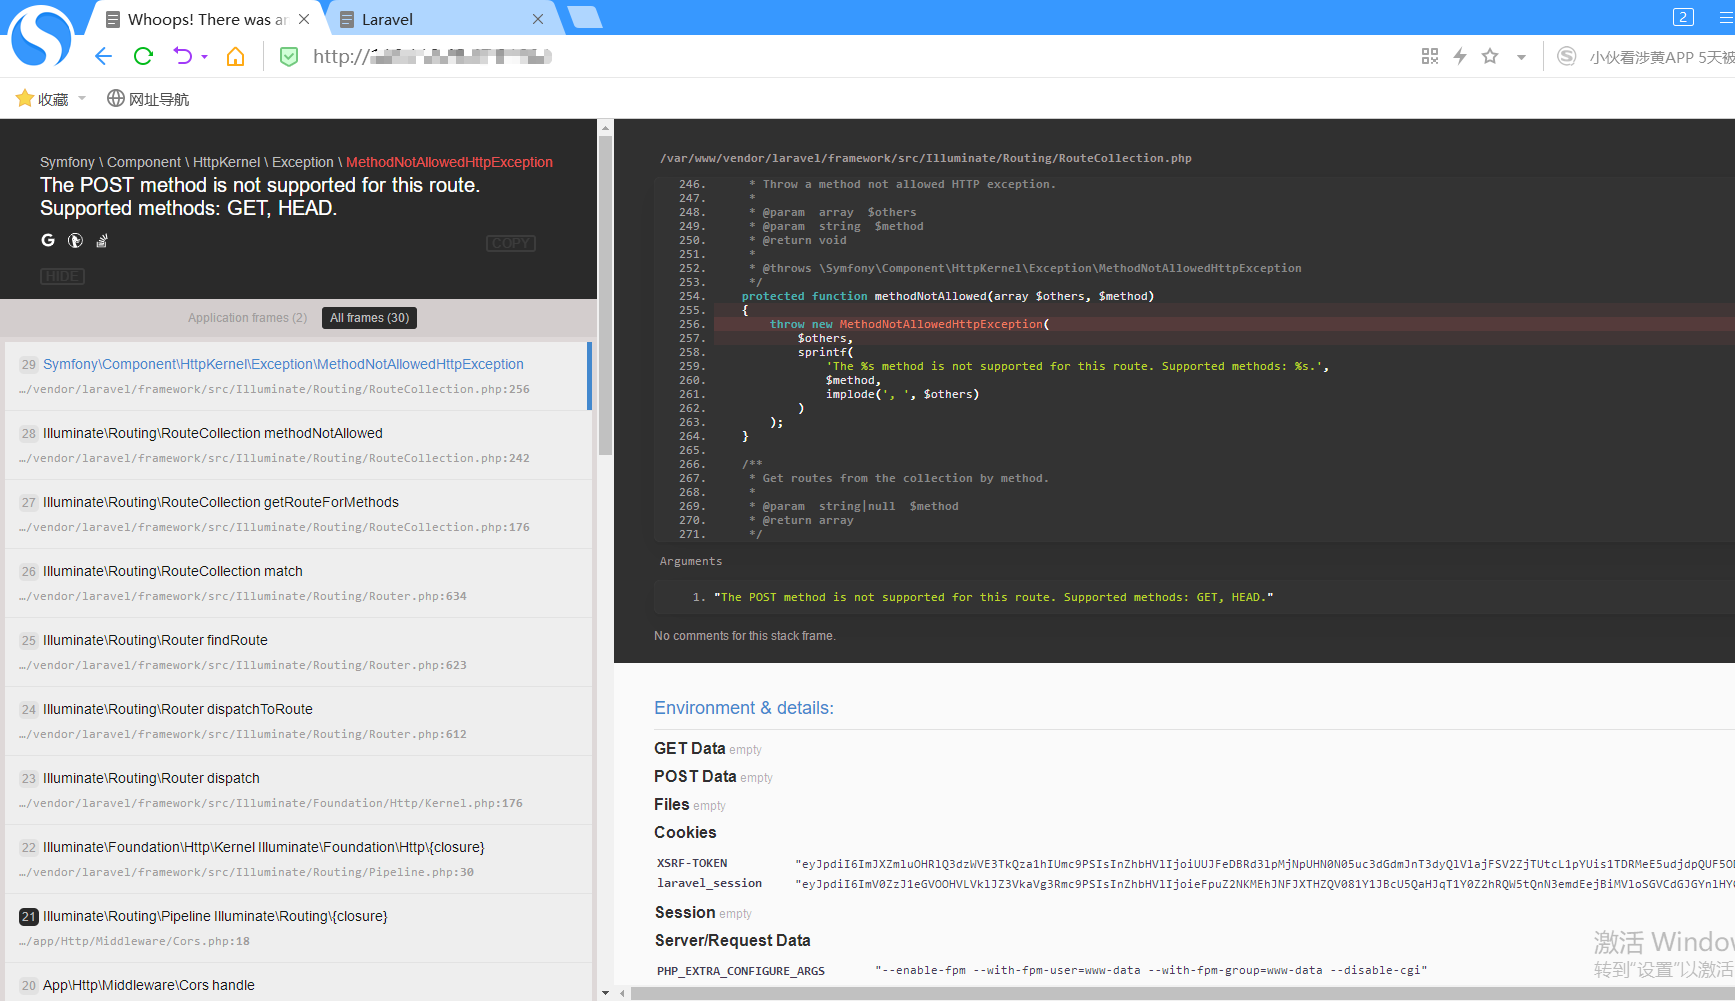 Whoops! There was an
Laravel
2
http://
小伙看涉黄APP 5天被
收藏
网址导航
Symfony \ Component \ HttpKernel \ Exception \ MethodNotAllowedHttpException
The POST method is not supported for this route.
Supported methods: GET, HEAD.
COPY
HIDE
Application frames (2)
All frames (30)
29 Symfony\Component\HttpKernel\Exception\MethodNotAllowedHttpException
…/vendor/laravel/framework/src/Illuminate/Routing/RouteCollection.php:256
28 Illuminate\Routing\RouteCollection methodNotAllowed
…/vendor/laravel/framework/src/Illuminate/Routing/RouteCollection.php:242
27 Illuminate\Routing\RouteCollection getRouteForMethods
…/vendor/laravel/framework/src/Illuminate/Routing/RouteCollection.php:176
26 Illuminate\Routing\RouteCollection match
…/vendor/laravel/framework/src/Illuminate/Routing/Router.php:634
25 Illuminate\Routing\Router findRoute
…/vendor/laravel/framework/src/Illuminate/Routing/Router.php:623
24 Illuminate\Routing\Router dispatchToRoute
…/vendor/laravel/framework/src/Illuminate/Routing/Router.php:612
23 Illuminate\Routing\Router dispatch
…/vendor/laravel/framework/src/Illuminate/Foundation/Http/Kernel.php:176
22 Illuminate\Foundation\Http\Kernel Illuminate\Foundation\Http\{closure}
…/vendor/laravel/framework/src/Illuminate/Routing/Pipeline.php:30
21 Illuminate\Routing\Pipeline Illuminate\Routing\{closure}
…/app/Http/Middleware/Cors.php:18
20 App\Http\Middleware\Cors handle
/var/www/vendor/laravel/framework/src/Illuminate/Routing/RouteCollection.php
246. * Throw a method not allowed HTTP exception.
247. *
248. * @param  array  $others
249. * @param  string  $method
250. * @return void
251. *
252. * @throws \Symfony\Component\HttpKernel\Exception\MethodNotAllowedHttpException
253. */
254. protected function methodNotAllowed(array $others, $method)
255. {
256. throw new MethodNotAllowedHttpException(
257. $others,
258. sprintf(
259. 'The %s method is not supported for this route. Supported methods: %s.',
260. $method,
261. implode(', ', $others)
262. )
263. );
264. }
265.
266. /**
267. * Get routes from the collection by method.
268. *
269. * @param  string|null  $method
270. * @return array
271. */
Arguments
1. "The POST method is not supported for this route. Supported methods: GET, HEAD."
No comments for this stack frame.
Environment & details:
GET Data empty
POST Data empty
Files empty
Cookies
XSRF-TOKEN
laravel_session
Session empty
Server/Request Data
PHP_EXTRA_CONFIGURE_ARGS "--enable-fpm --with-fpm-user=www-data --with-fpm-group=www-data --disable-cgi"
激活 Windo
转到“设置”以激活